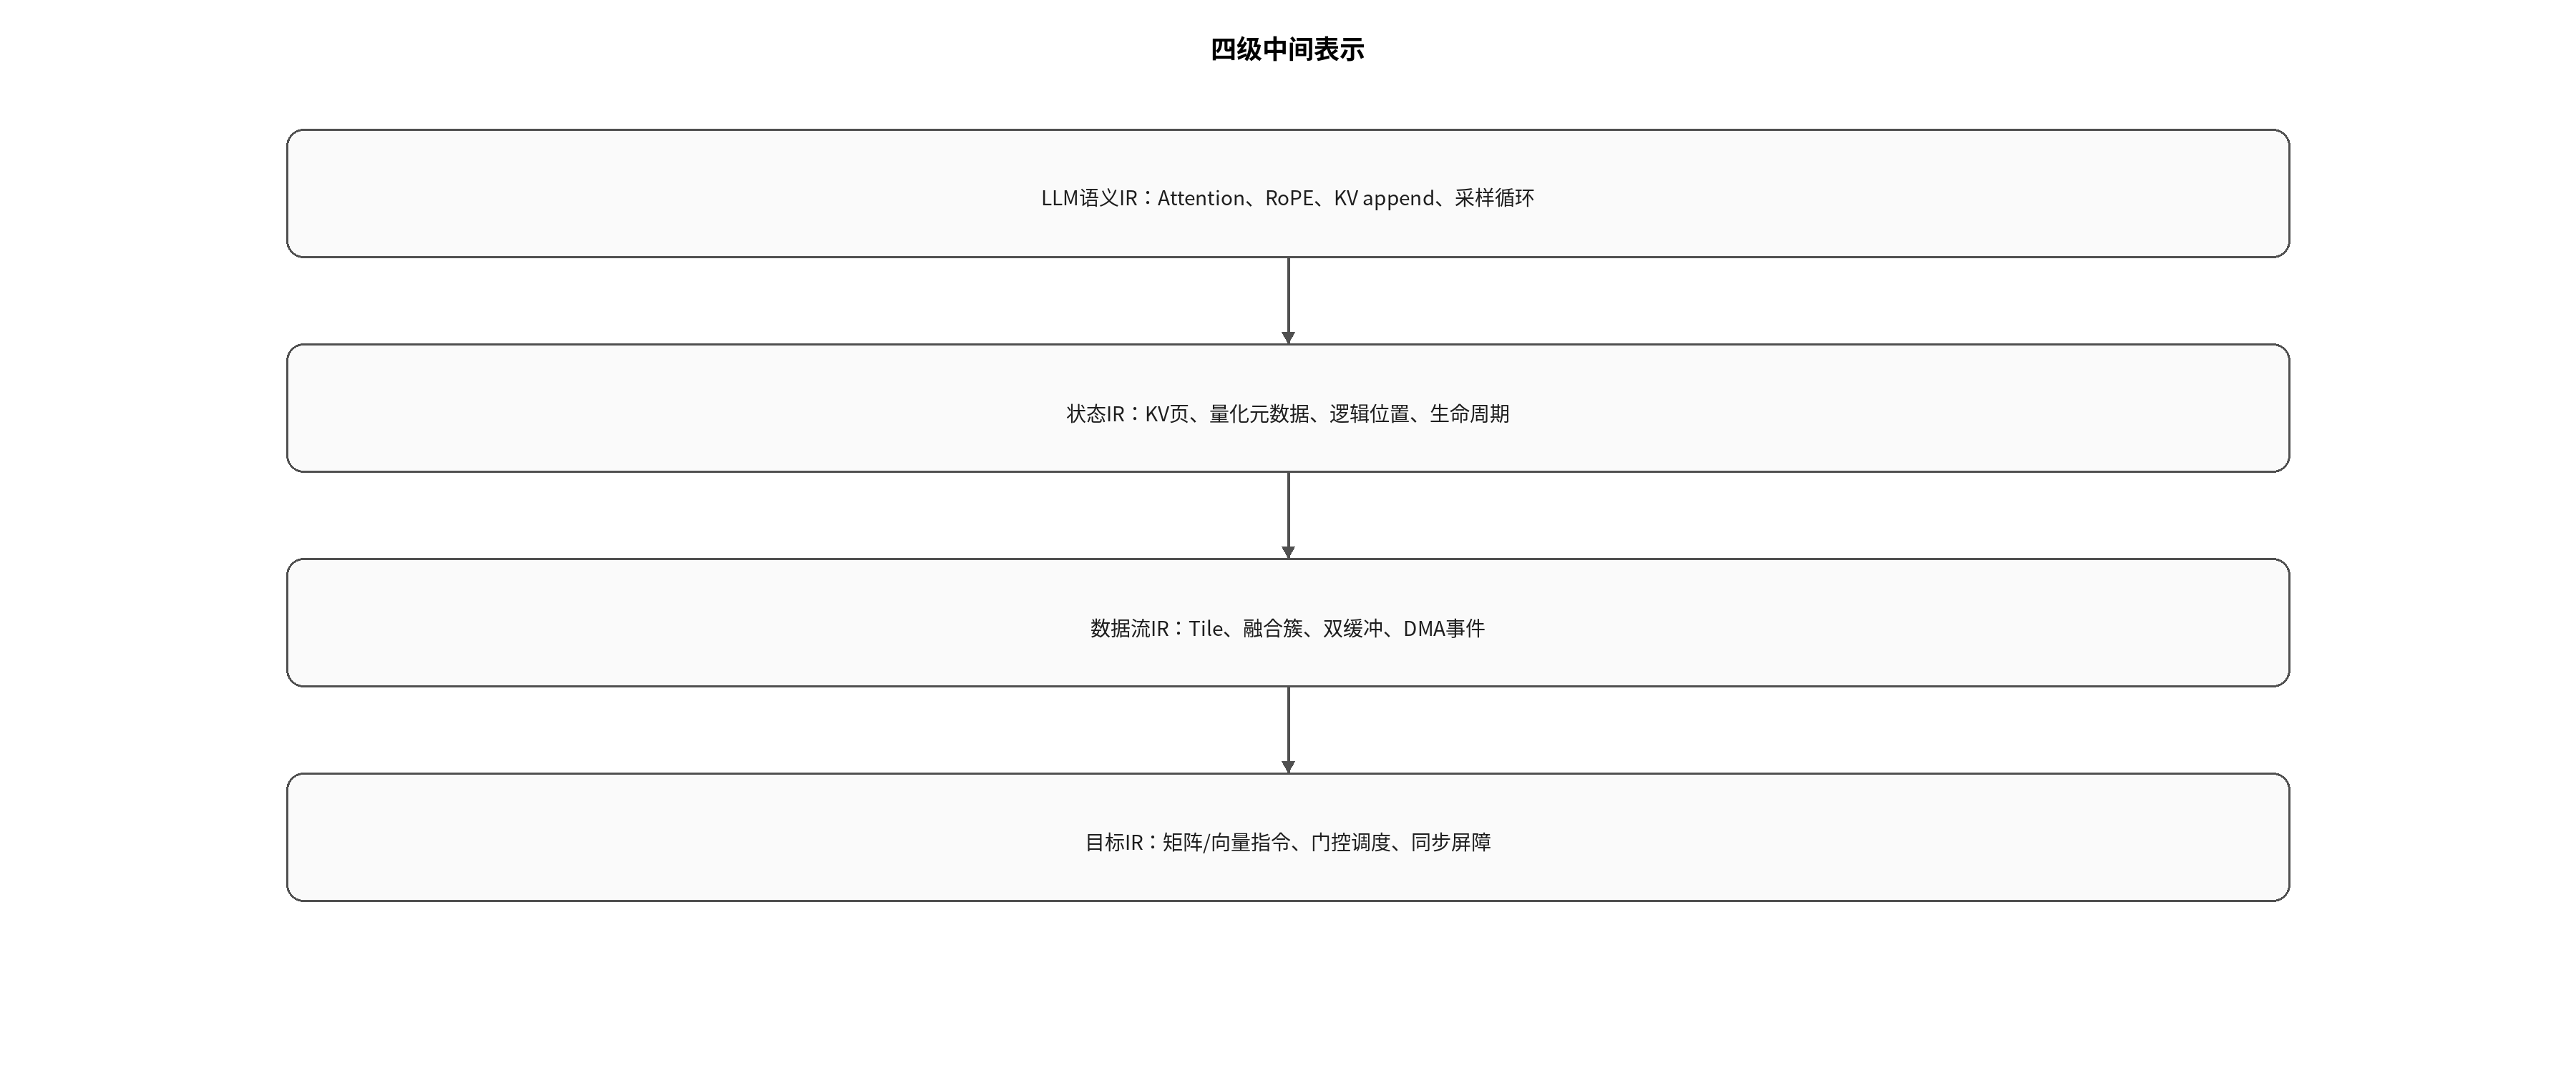 四级中间表示
LLM语义IR：Attention、RoPE、KV append、采样循环
状态IR：KV页、量化元数据、逻辑位置、生命周期
数据流IR：Tile、融合簇、双缓冲、DMA事件
目标IR：矩阵/向量指令、门控调度、同步屏障